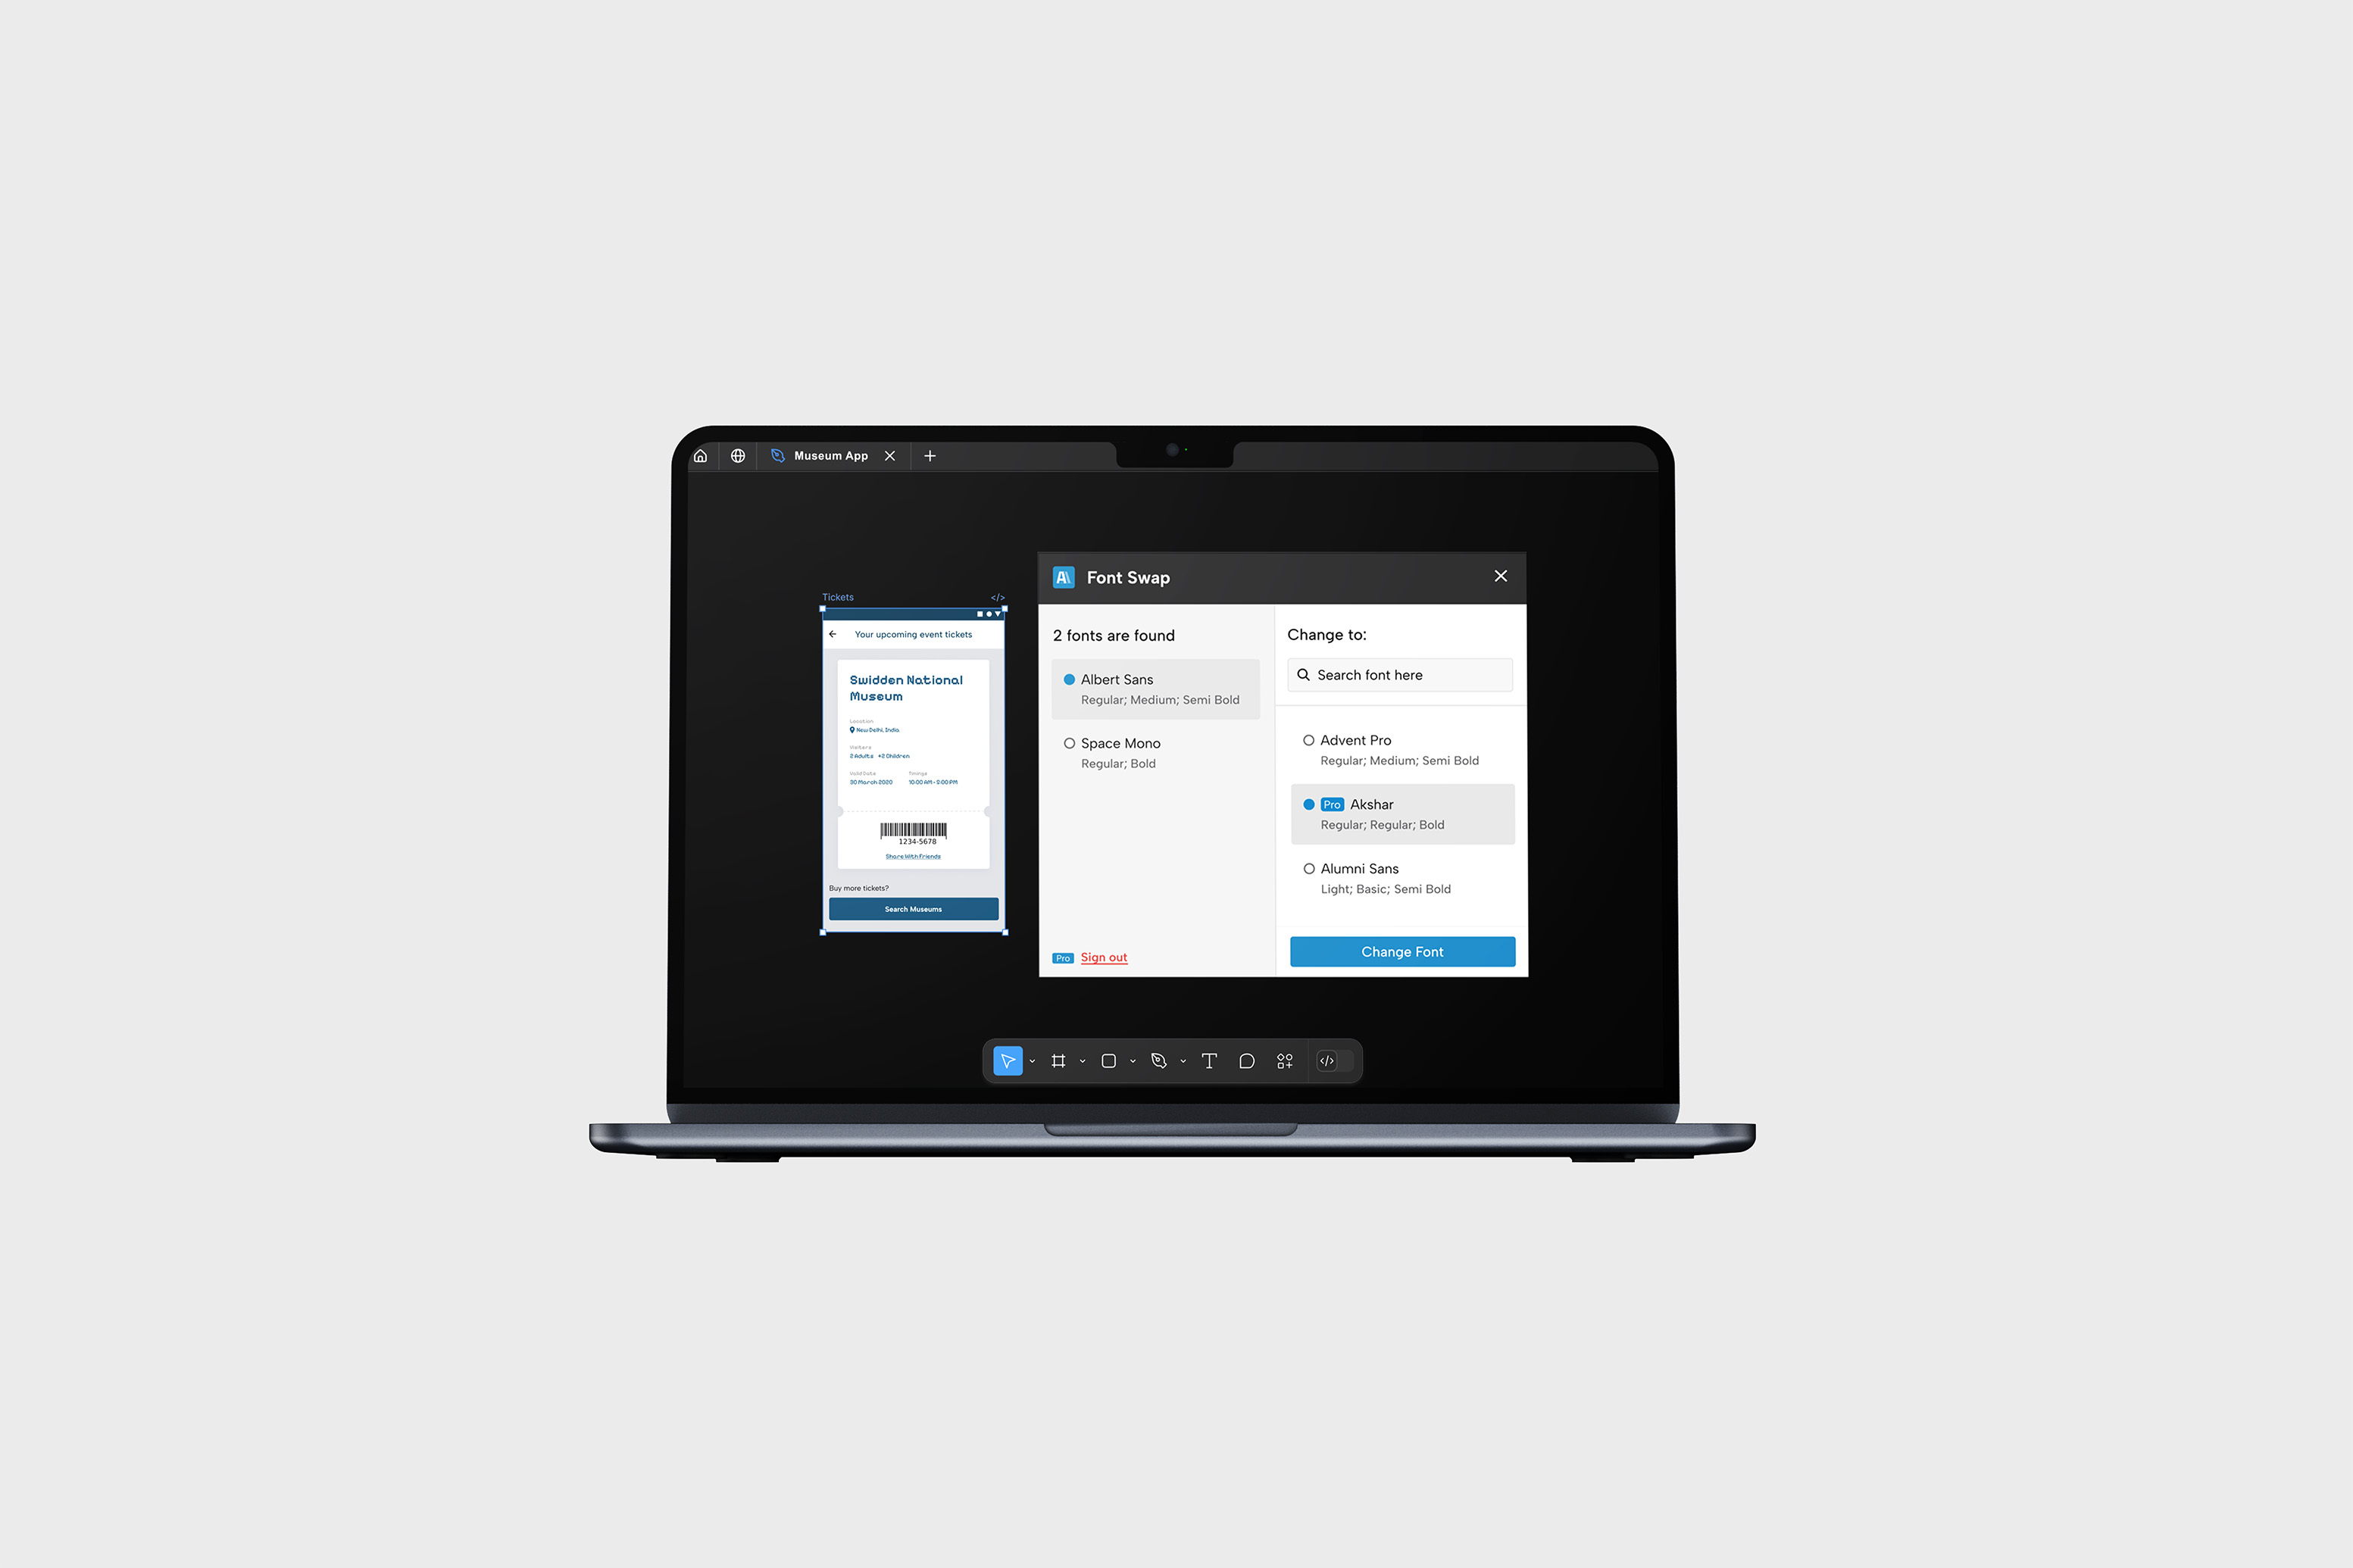 Museum App
Tickets
</>
Your upcoming event tickets
Swidden National
Museum
Location
New Delhi, India
Visitors
2 Adults +2 Children
Valid Date
Timings
30 March 2020
10:00 AM - 9:00 PM
1234-5678
Share With Friends
Buy more tickets?
Search Museums
Font Swap
2 fonts are found
Albert Sans
Regular; Medium; Semi Bold
Space Mono
Regular; Bold
Pro Sign out
Change to:
Search font here
Advent Pro
Regular; Medium; Semi Bold
Pro Akshar
Regular; Regular; Bold
Alumni Sans
Light; Basic; Semi Bold
Change Font